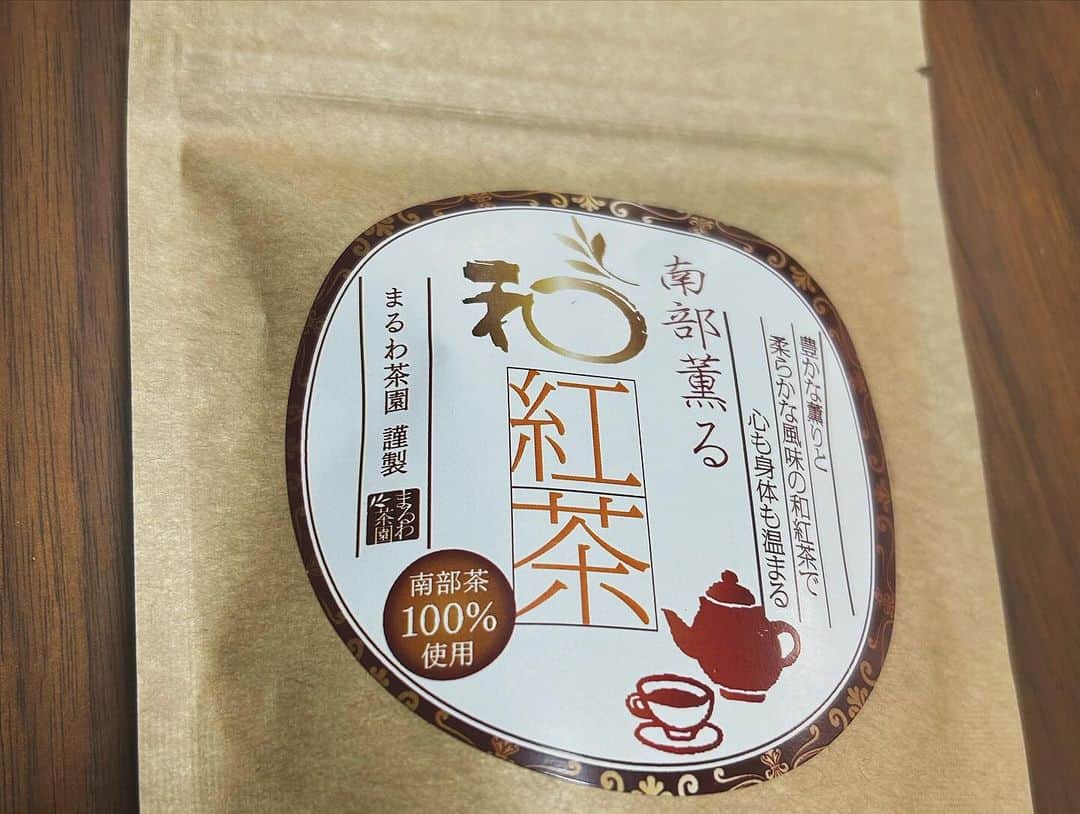 豊かな薫りと
柔らかな風味の和紅茶で
心も身体も温まる
南部薫る
和
紅茶
まるわ茶園 謹製
まるわ
茶園
南部茶
100%
使用